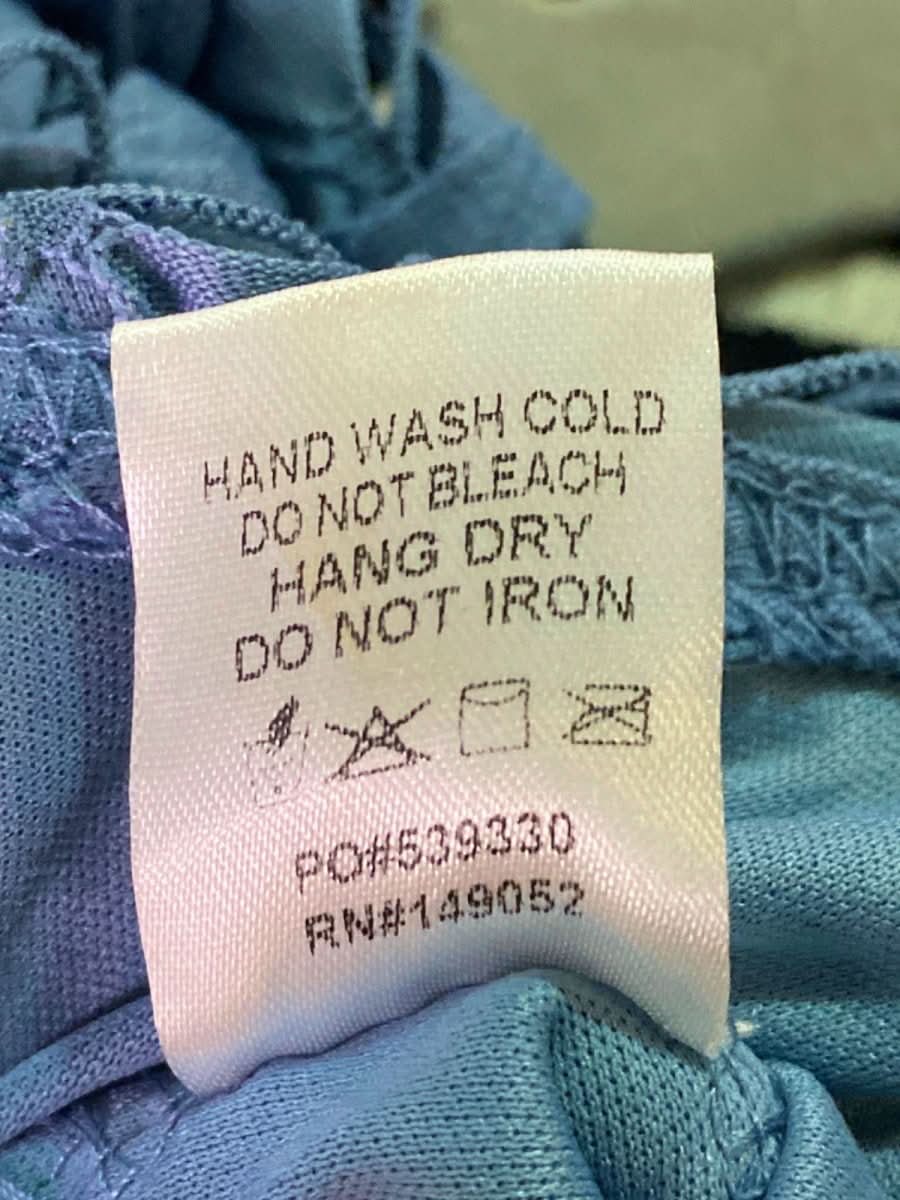 HAND WASH COLD
DO NOT BLEACH
HANG DRY
DO NOT IRON
PO#539330
RN#149052